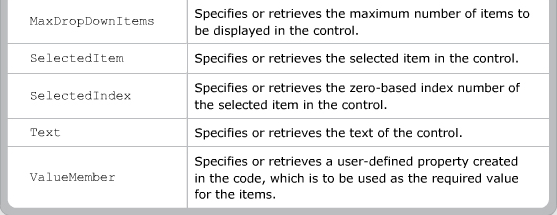 MaxDropDownItems
Specifies or retrieves the maximum number of items to
be displayed in the control.
SelectedItem
Specifies or retrieves the selected item in the control.
SelectedIndex
Specifies or retrieves the zero-based index number of
the selected item in the control.
Text
Specifies or retrieves the text of the control.
ValueMember
Specifies or retrieves a user-defined property created
in the code, which is to be used as the required value
for the items.